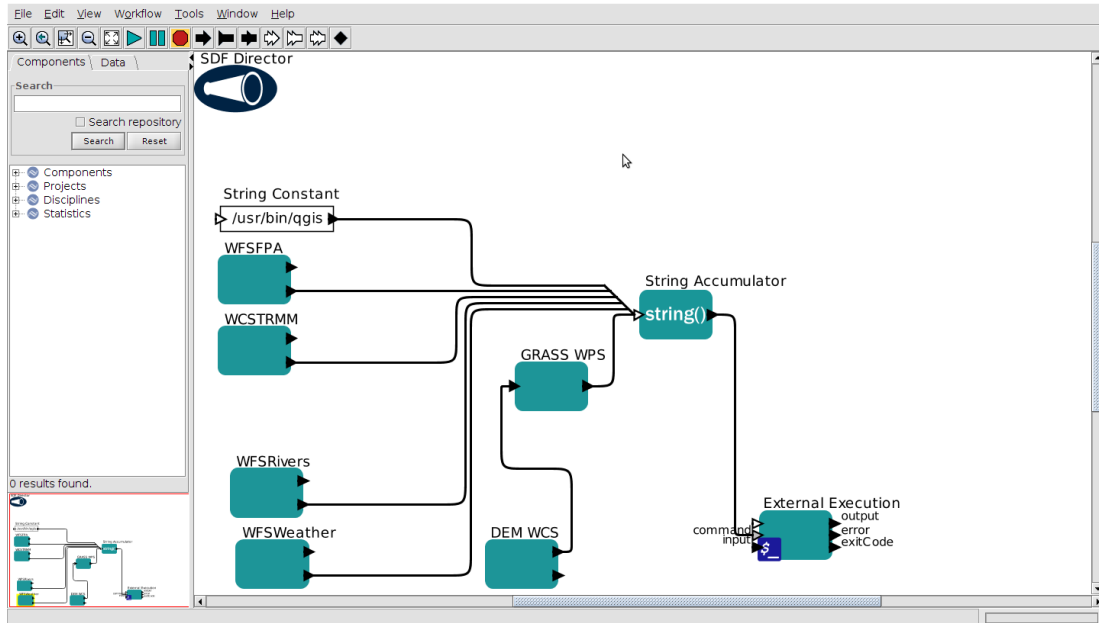 File Edit View Workflow Tools Window Help
Components Data
Search
Search repository
Search Reset
Components
Projects
Disciplines
Statistics
0 results found.
SDF Director
String Constant
/usr/bin/qgis
WFSFPA
WCSTRMM
String Accumulator
string()
GRASS WPS
WFSRivers
WFSWeather
DEM WCS
External Execution
command
input
$_
output
error
exitCode